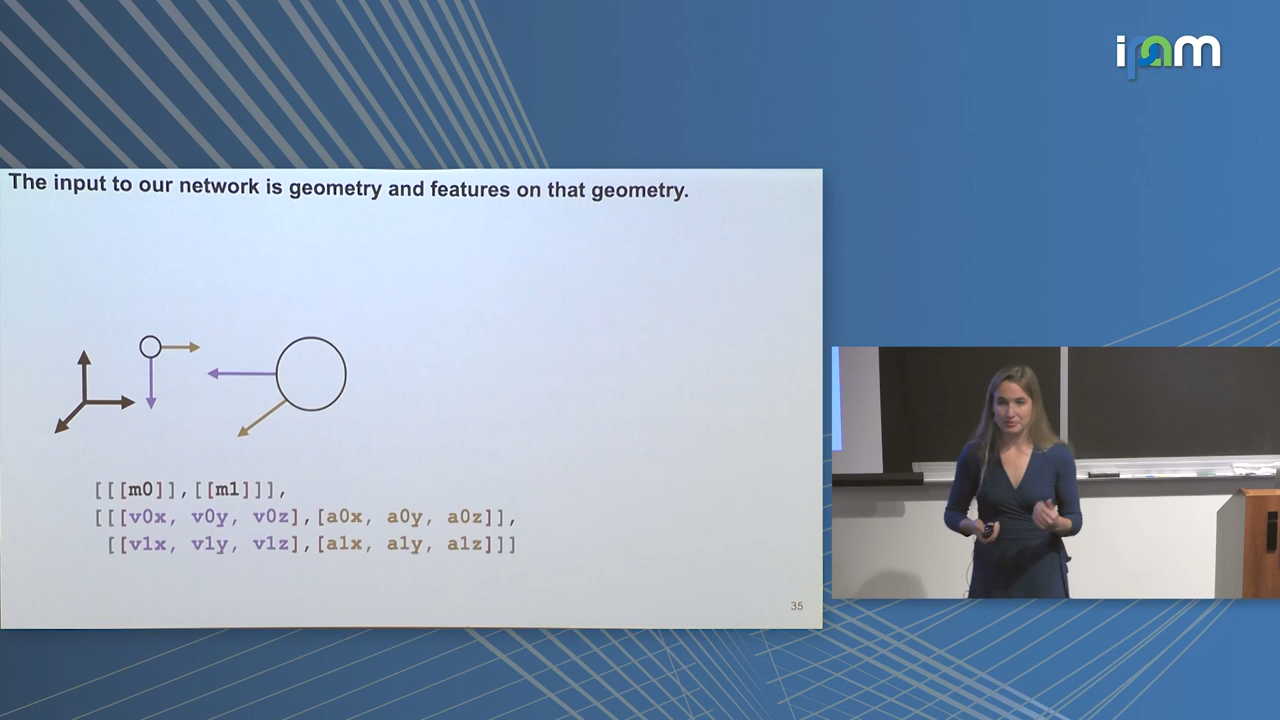 ipam
The input to our network is geometry and features on that geometry.
[[[m0]],[[m1]]],
[[[v0x, v0y, v0z],[a0x, a0y, a0z]],
[[v1x, v1y, v1z],[a1x, a1y, a1z]]]
35